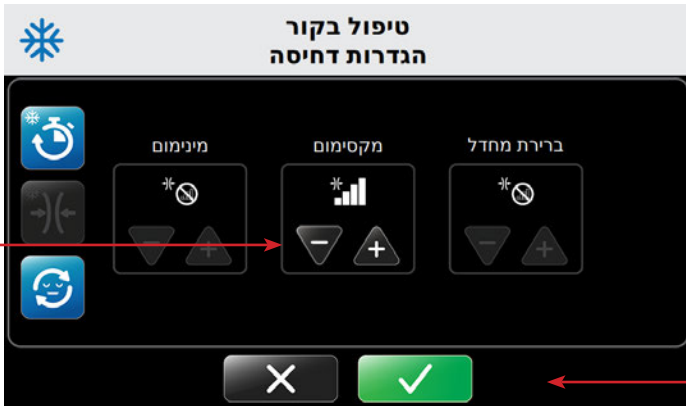 טיפול בקור
הגדרות דחיסה
ברירת מחדל
מקסימום
מינימום